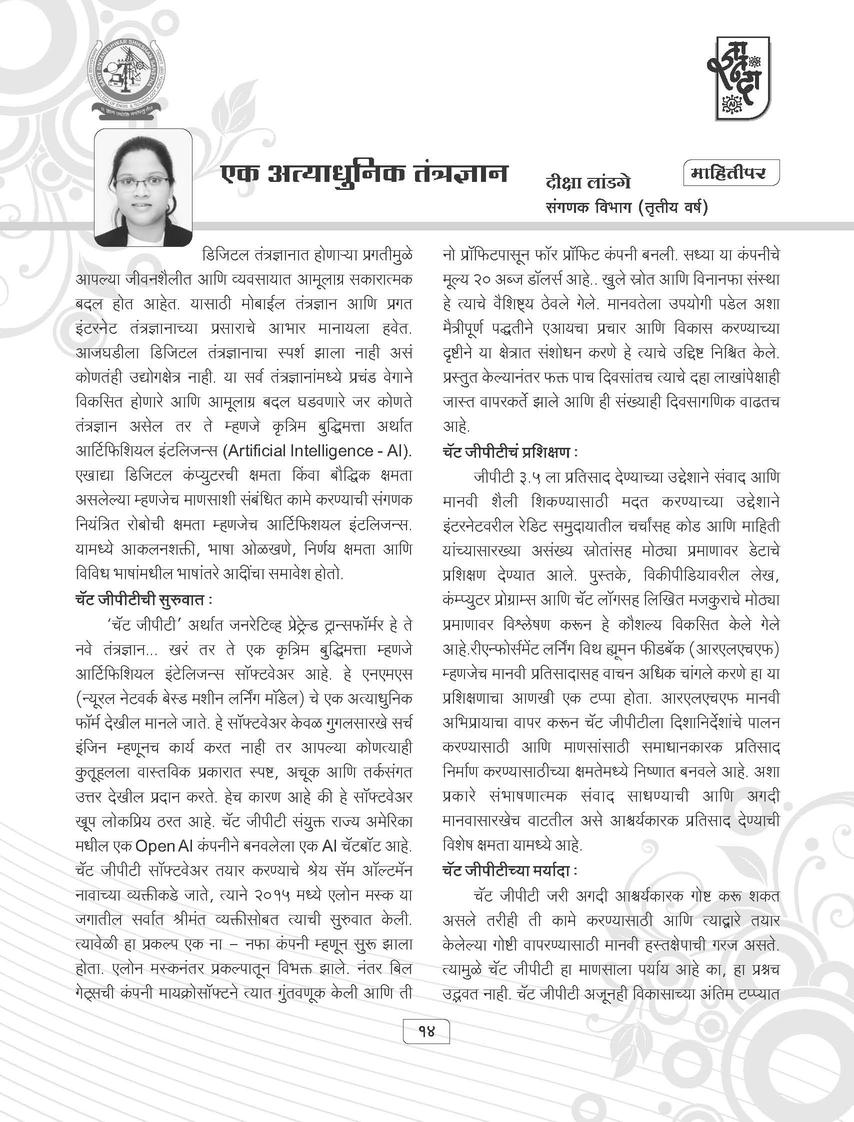 एक अत्याधुनिक तंत्रज्ञान
दीक्षा लांडगे
संगणक विभाग (तृतीय वर्ष)
माहितीपर
डिजिटल तंत्रज्ञानात होणाऱ्या प्रगतीमुळे
आपल्या जीवनशैलीत आणि व्यवसायात आमूलाग्र सकारात्मक
बदल होत आहेत. यासाठी मोबाईल तंत्रज्ञान आणि प्रगत
इंटरनेट तंत्रज्ञानाच्या प्रसाराचे आभार मानायला हवेत.
आजघडीला डिजिटल तंत्रज्ञानाचा स्पर्श झाला नाही असं
कोणतंही उद्योगक्षेत्र नाही. या सर्व तंत्रज्ञानांमध्ये प्रचंड वेगाने
विकसित होणारे आणि आमूलाग्र बदल घडवणारे जर कोणते
तंत्रज्ञान असेल तर ते म्हणजे कृत्रिम बुद्धिमत्ता अर्थात
आर्टिफिशियल इंटलिजन्स (Artificial Intelligence - AI).
एखाद्या डिजिटल कंप्युटरची क्षमता किंवा बौद्धिक क्षमता
असलेल्या म्हणजेच माणसाशी संबंधित कामे करण्याची संगणक
नियंत्रित रोबोची क्षमता म्हणजेच आर्टिफिशयल इंटलिजन्स.
यामध्ये आकलनशक्ती, भाषा ओळखणे, निर्णय क्षमता आणि
विविध भाषांमधील भाषांतरे आदींचा समावेश होतो.
चॅट जीपीटीची सुरुवात :
‘चॅट जीपीटी’ अर्थात जनरेटिव्ह प्रेट्रेन्ड ट्रान्सफॉर्मर हे ते
नवे तंत्रज्ञान... खरं तर ते एक कृत्रिम बुद्धिमत्ता म्हणजे
आर्टिफिशियल इंटेलिजन्स सॉफ्टवेअर आहे. हे एनएमएस
(न्यूरल नेटवर्क बेस्ड मशीन लर्निंग मॉडेल) चे एक अत्याधुनिक
फॉर्म देखील मानले जाते. हे सॉफ्टवेअर केवळ गुगलसारखे सर्च
इंजिन म्हणूनच कार्य करत नाही तर आपल्या कोणत्याही
कुतूहलला वास्तविक प्रकारात स्पष्ट, अचूक आणि तर्कसंगत
उत्तर देखील प्रदान करते. हेच कारण आहे की हे सॉफ्टवेअर
खूप लोकप्रिय ठरत आहे. चॅट जीपीटी संयुक्त राज्य अमेरिका
मधील एक Open AI कंपनीने बनवलेला एक AI चॅटबॉट आहे.
चॅट जीपीटी सॉफ्टवेअर तयार करण्याचे श्रेय सॅम ऑल्टमॅन
नावाच्या व्यक्तीकडे जाते, त्याने २०१५ मध्ये एलोन मस्क या
जगातील सर्वात श्रीमंत व्यक्तीसोबत त्याची सुरुवात केली.
त्यावेळी हा प्रकल्प एक ना – नफा कंपनी म्हणून सुरू झाला
होता. एलोन मस्कनंतर प्रकल्पातून विभक्त झाले. नंतर बिल
गेट्सची कंपनी मायक्रोसॉफ्टने त्यात गुंतवणूक केली आणि ती
नो प्रॉफिटपासून फॉर प्रॉफिट कंपनी बनली. सध्या या कंपनीचे
मूल्य २० अब्ज डॉलर्स आहे.. खुले स्रोत आणि विनानफा संस्था
हे त्याचे वैशिष्ट्य ठेवले गेले. मानवतेला उपयोगी पडेल अशा
मैत्रीपूर्ण पद्धतीने एआयचा प्रचार आणि विकास करण्याच्या
दृष्टीने या क्षेत्रात संशोधन करणे हे त्याचे उद्दिष्ट निश्चित केले.
प्रस्तुत केल्यानंतर फक्त पाच दिवसांतच त्याचे दहा लाखांपेक्षाही
जास्त वापरकर्ते झाले आणि ही संख्याही दिवसागणिक वाढतच
आहे.
चॅट जीपीटीचं प्रशिक्षण :
जीपीटी ३.५ ला प्रतिसाद देण्याच्या उद्देशाने संवाद आणि
मानवी शैली शिकण्यासाठी मदत करण्याच्या उद्देशाने
इंटरनेटवरील रेडिट समुदायातील चर्चांसह कोड आणि माहिती
यांच्यासारख्या असंख्य स्रोतांसह मोठ्या प्रमाणावर डेटाचे
प्रशिक्षण देण्यात आले. पुस्तके, विकीपीडियावरील लेख,
कंम्प्युटर प्रोग्राम्स आणि चॅट लॉगसह लिखित मजकुराचे मोठ्या
प्रमाणावर विश्लेषण करून हे कौशल्य विकसित केले गेले
आहे.रीएन्फोर्समेंट लर्निंग विथ ह्यूमन फीडबॅक (आरएलएचएफ)
म्हणजेच मानवी प्रतिसादासह वाचन अधिक चांगले करणे हा या
प्रशिक्षणाचा आणखी एक टप्पा होता. आरएलएचएफ मानवी
अभिप्रायाचा वापर करून चॅट जीपीटीला दिशानिर्देशांचे पालन
करण्यासाठी आणि माणसांसाठी समाधानकारक प्रतिसाद
निर्माण करण्यासाठीच्या क्षमतेमध्ये निष्णात बनवले आहे. अशा
प्रकारे संभाषणात्मक संवाद साधण्याची आणि अगदी
मानवासारखेच वाटतील असे आश्चर्यकारक प्रतिसाद देण्याची
विशेष क्षमता यामध्ये आहे.
चॅट जीपीटीच्या मर्यादा :
चॅट जीपीटी जरी अगदी आश्चर्यकारक गोष्ट करू शकत
असले तरीही ती कामे करण्यासाठी आणि त्याद्वारे तयार
केलेल्या गोष्टी वापरण्यासाठी मानवी हस्तक्षेपाची गरज असते.
त्यामुळे चॅट जीपीटी हा माणसाला पर्याय आहे का, हा प्रश्नच
उद्भवत नाही. चॅट जीपीटी अजूनही विकासाच्या अंतिम टप्प्यात
१४